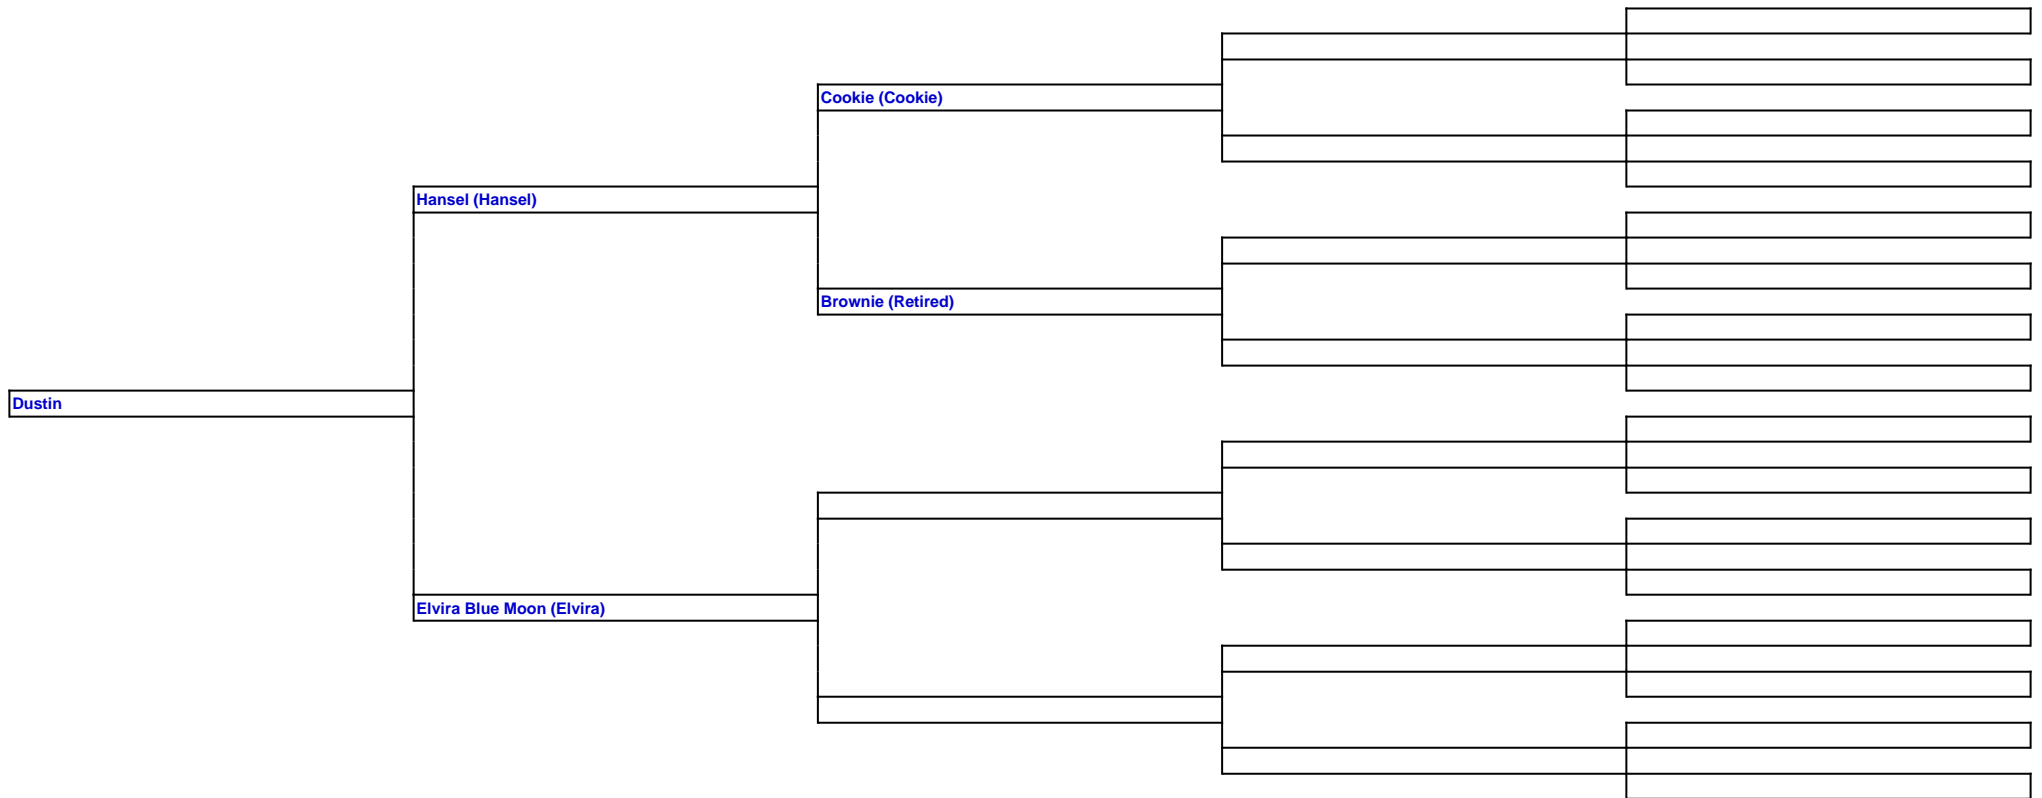 Cookie (Cookie)
Hansel (Hansel)
Brownie (Retired)
Dustin
Elvira Blue Moon (Elvira)